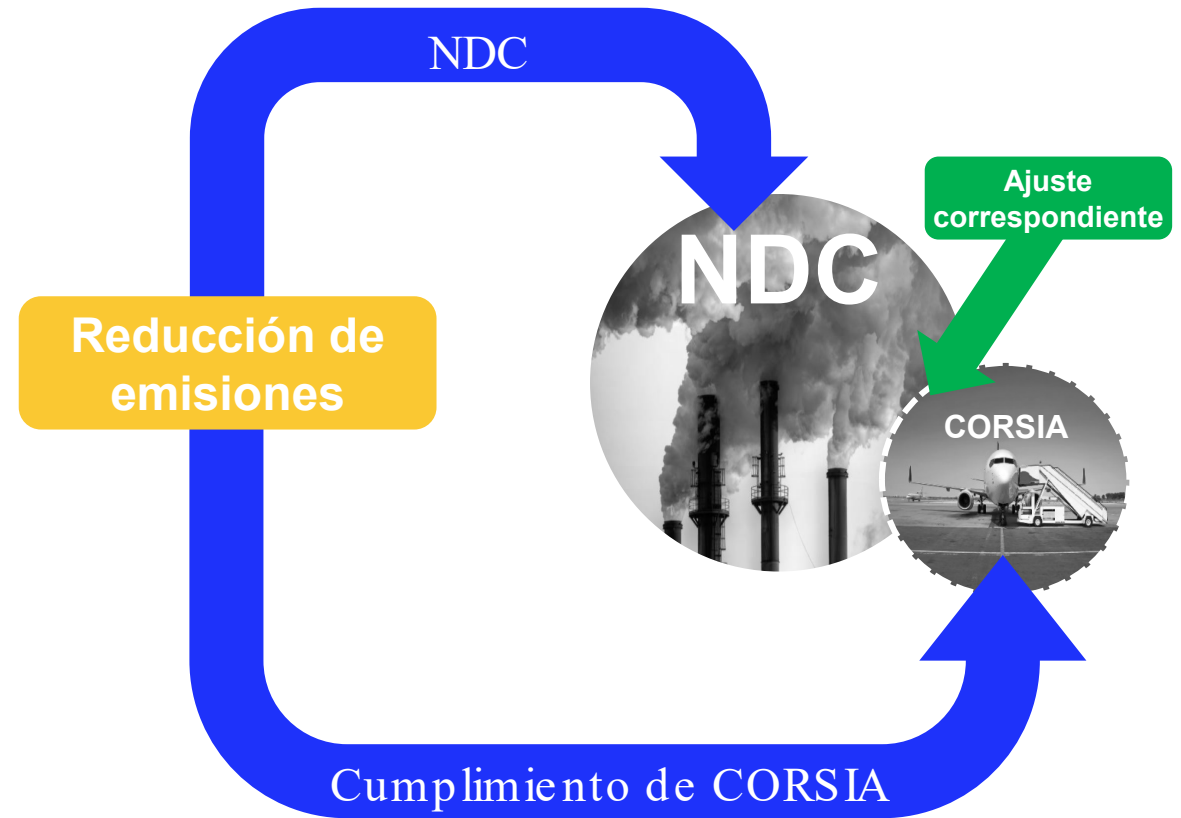 NDC
Ajuste
correspondiente
NDC
Reducción de
emisiones
CORSIA
Cumplimiento de CORSIA